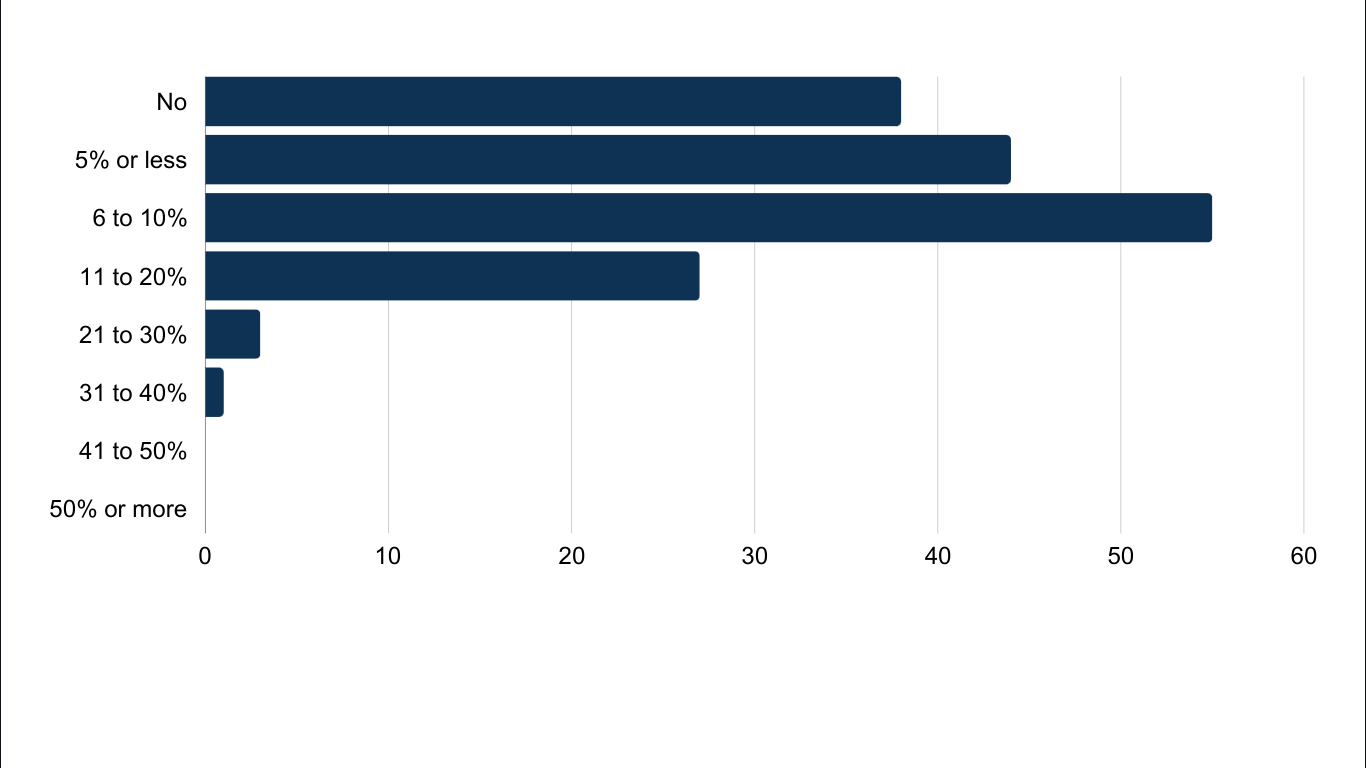 No
5% or less
6 to 10%
11 to 20%
21 to 30%
31 to 40%
41 to 50%
50% or more
0 10 20 30 40 50 60